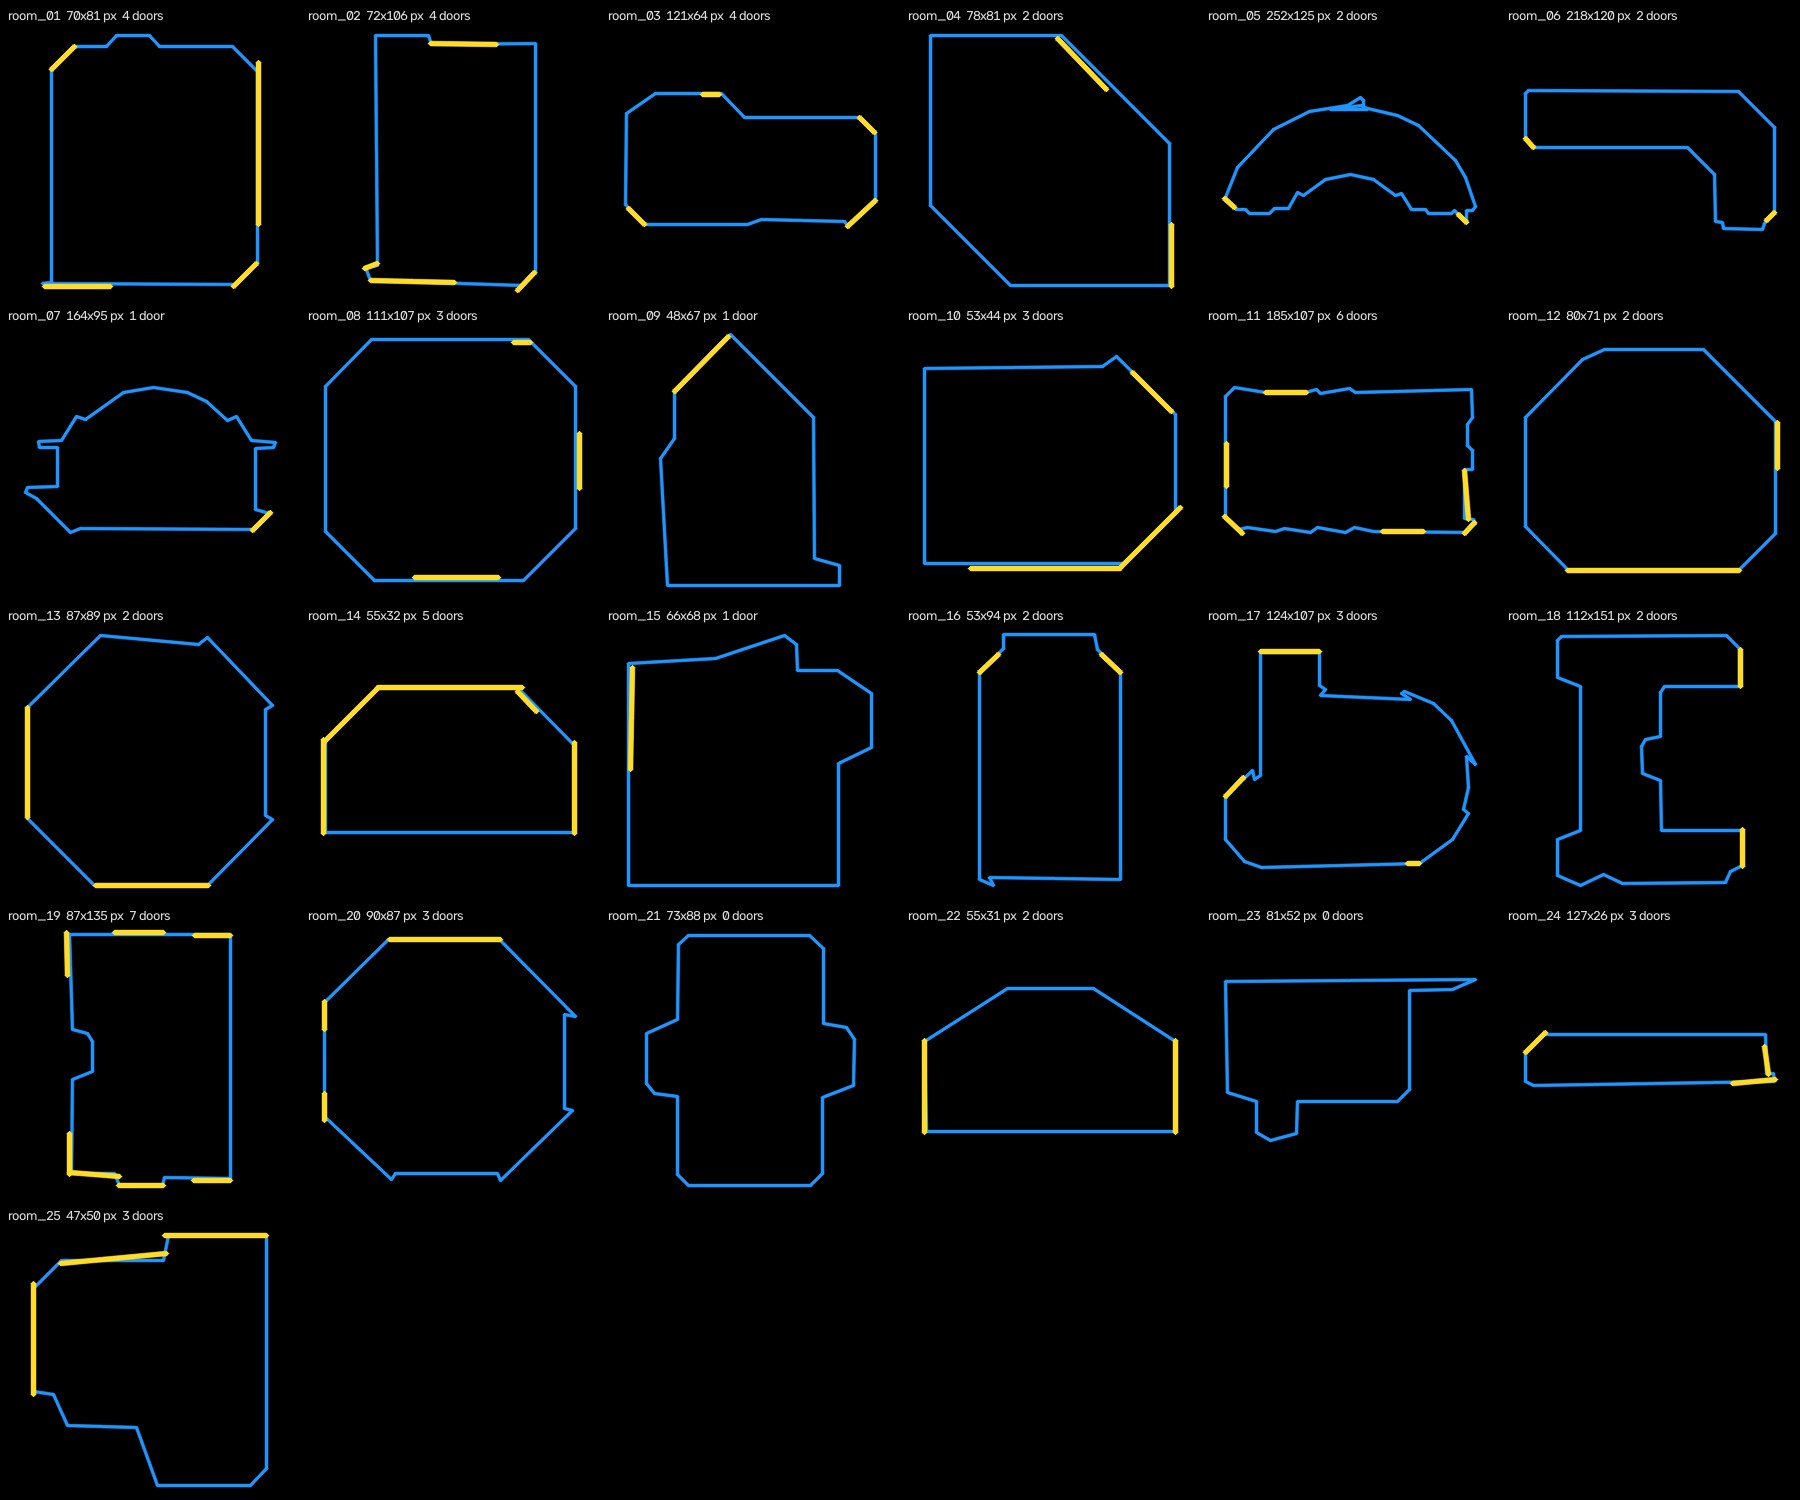 room_01 70x81 px 4 doors
room_02 72x106 px 4 doors
room_03 121x64 px 4 doors
room_04 78x81 px 2 doors
room_05 252x125 px 2 doors
room_06 218x120 px 2 doors
room_07 164x95 px 1 door
room_08 111x107 px 3 doors
room_09 48x67 px 1 door
room_10 53x44 px 3 doors
room_11 185x107 px 6 doors
room_12 80x71 px 2 doors
room_13 87x89 px 2 doors
room_14 55x32 px 5 doors
room_15 66x68 px 1 door
room_16 53x94 px 2 doors
room_17 124x107 px 3 doors
room_18 112x151 px 2 doors
room_19 87x135 px 7 doors
room_20 90x87 px 3 doors
room_21 73x88 px 0 doors
room_22 55x31 px 2 doors
room_23 81x52 px 0 doors
room_24 127x26 px 3 doors
room_25 47x50 px 3 doors